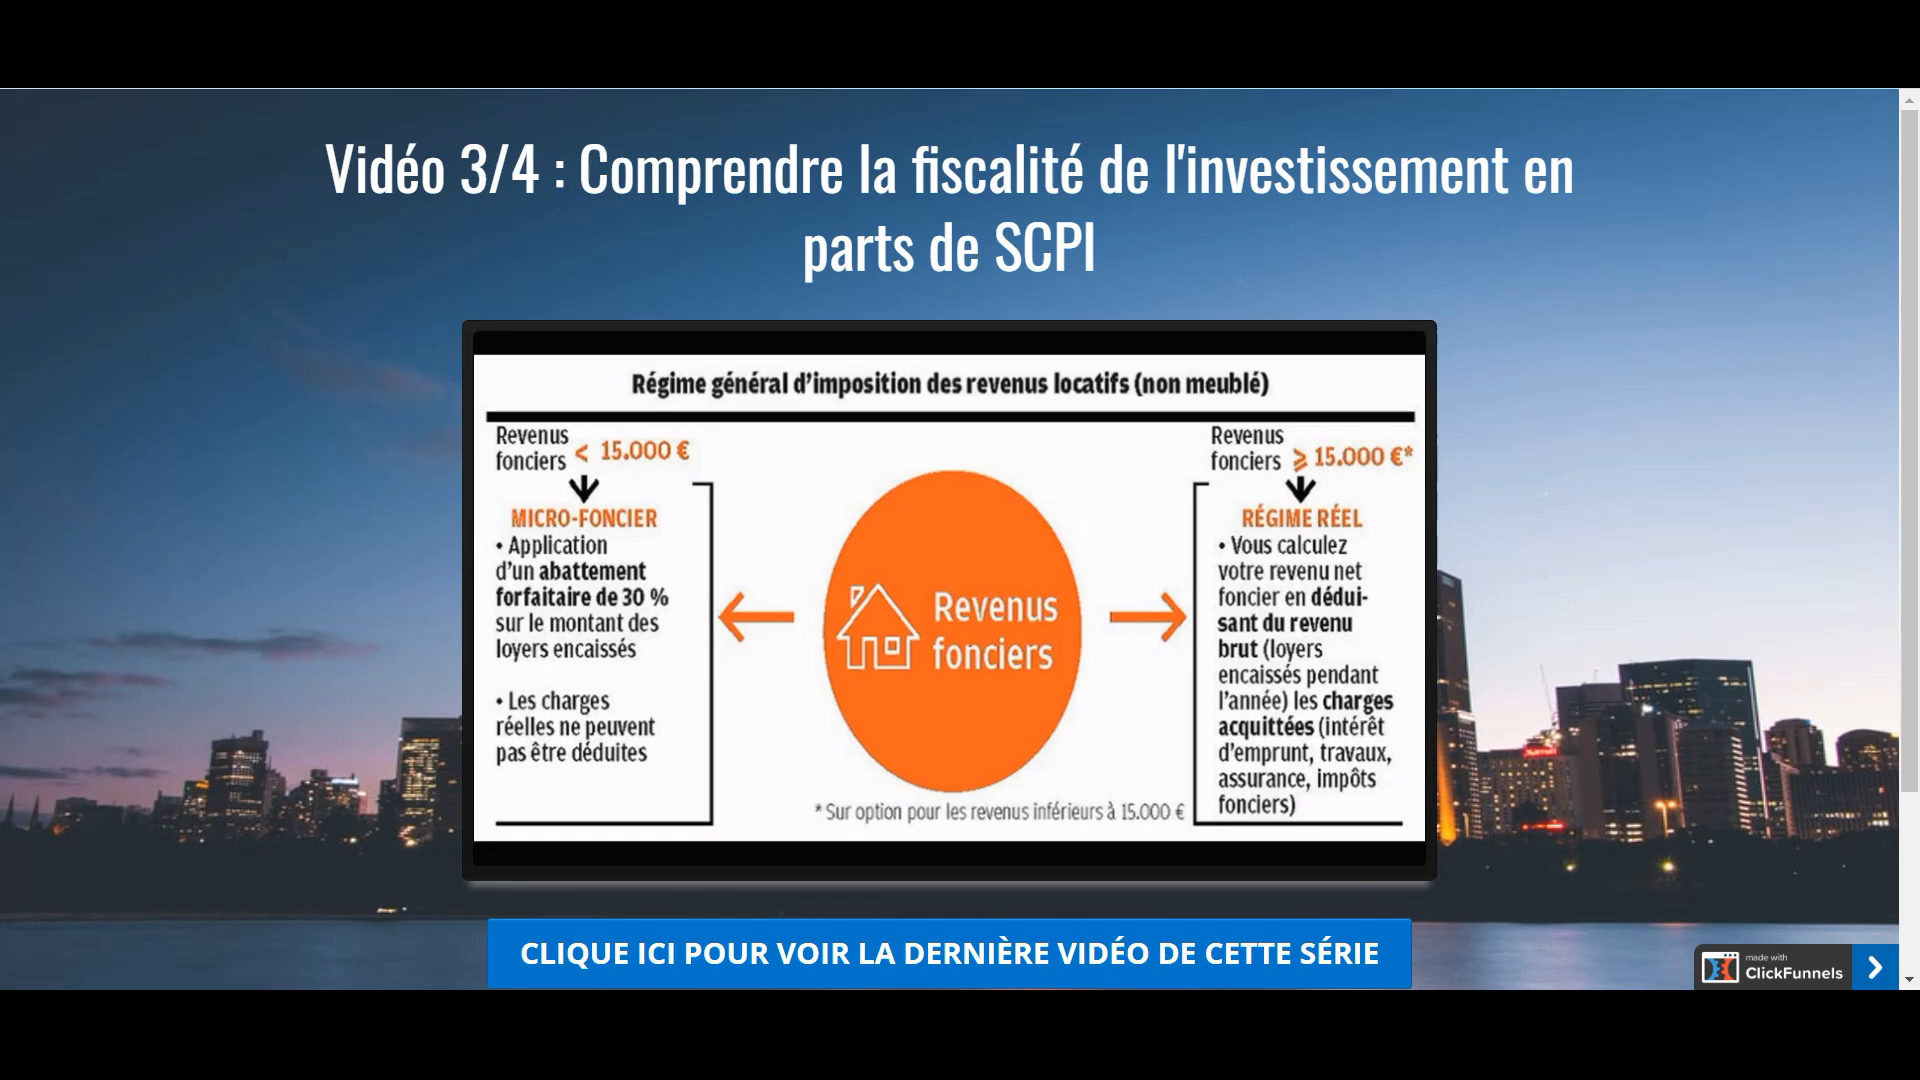 Vidéo 3/4 : Comprendre la fiscalité de l'investissement en
parts de SCPI
Régime général d'imposition des revenus locatifs (non meublé)
Revenus
fonciers < 15.000 €
MICRO-FONCIER
• Application
d'un abattement
forfaitaire de 30 %
sur le montant des
loyers encaissés
• Les charges
réelles ne peuvent
pas être déduites
Revenus
fonciers
* Sur option pour les revenus inférieurs à 15.000 €
Revenus
fonciers ⩾ 15.000 €*
RÉGIME RÉEL
• Vous calculez
votre revenu net
foncier en dédui-
sant du revenu
brut (loyers
encaissés pendant
l'année) les charges
acquittées (intérêt
d'emprunt, travaux,
assurance, impôts
fonciers)
CLIQUE ICI POUR VOIR LA DERNIÈRE VIDÉO DE CETTE SÉRIE
made with
ClickFunnels